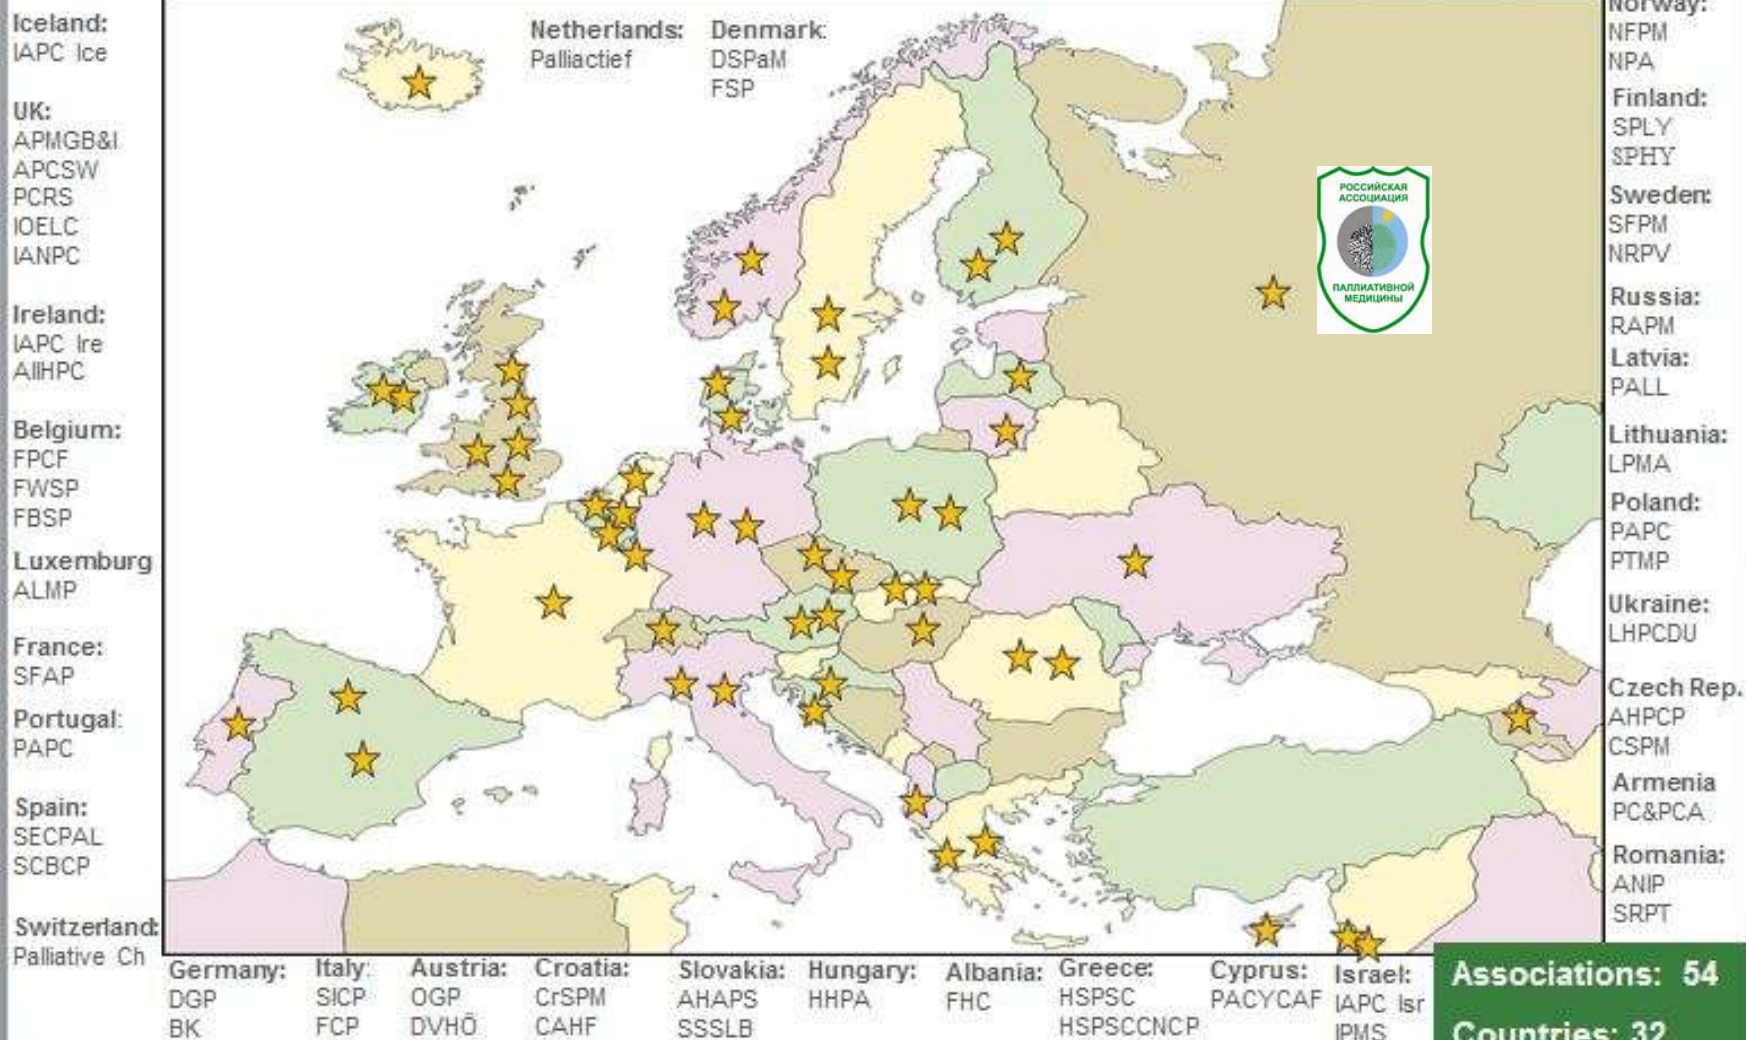 Iceland:
IAPC Ice
UK:
APMGB&I
APCSW
PCRS
IOELC
IANPC
Ireland:
IAPC Ire
AIIHPC
Belgium:
FPCF
FWSP
FBSP
Luxemburg
ALMP
France:
SFAP
Portugal:
PAPC
Spain:
SECPAL
SCBCP
Switzerland:
Palliative Ch
Netherlands:
Palliactief
Denmark:
DSPaM
FSP
РОССИЙСКАЯ
АССОЦИАЦИЯ
ПАЛЛИАТИВНОЙ
МЕДИЦИНЫ
Norway:
NFPM
NPA
Finland:
SPLY
SPHY
Sweden:
SFPM
NRPV
Russia:
RAPM
Latvia:
PALL
Lithuania:
LPMA
Poland:
PAPC
PTMP
Ukraine:
LHPCDU
Czech Rep.
AHPCP
CSPM
Armenia
PC&PCA
Romania:
ANIP
SRPT
Germany:
DGP
BK
Italy:
SICP
FCP
Austria:
OGP
DVHÖ
Croatia:
CrSPM
CAHF
Slovakia:
AHAPS
SSSLB
Hungary:
HHPA
Albania:
FHC
Greece:
HSPSC
HSPSCCNCP
Cyprus:
PACYCAF
Israel:
IAPC Isr
IPMS
Associations: 54
Countries: 32